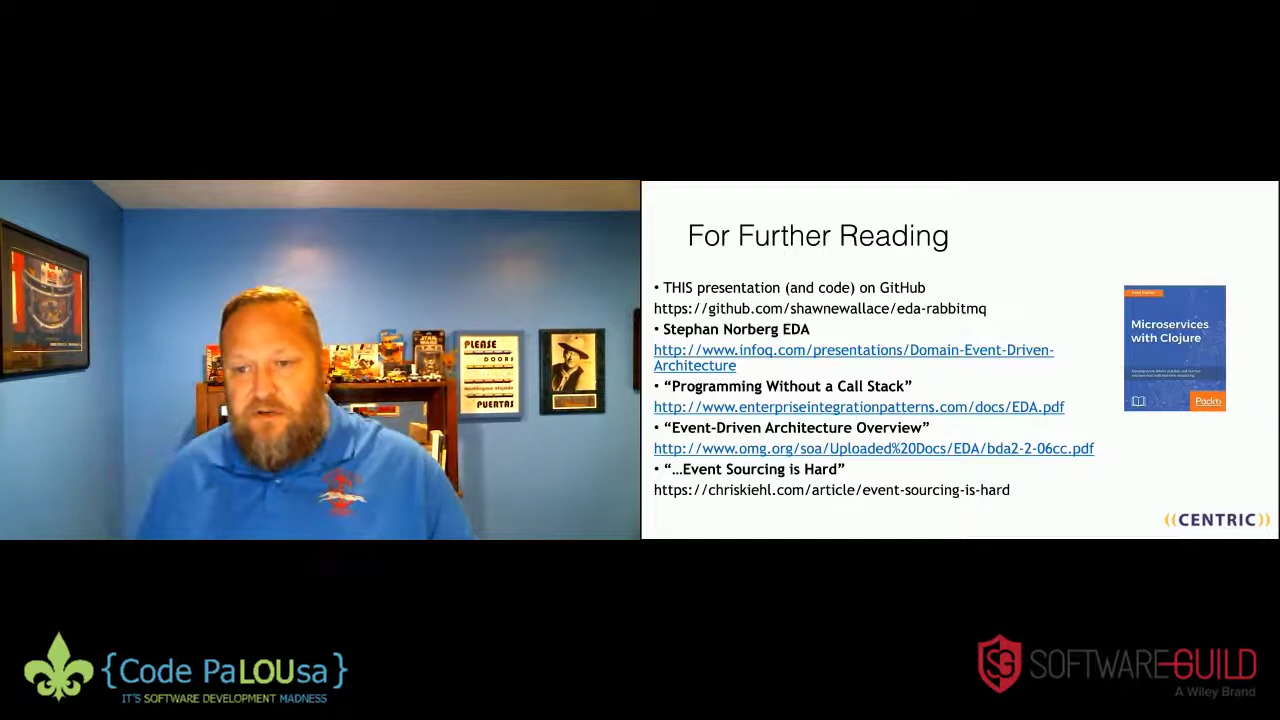 PLEASE
DOORS
PUERTAS
For Further Reading
• THIS presentation (and code) on GitHub
https://github.com/shawnewallace/eda-rabbitmq
• Stephan Norberg EDA
http://www.infoq.com/presentations/Domain-Event-Driven-
Architecture
• “Programming Without a Call Stack”
http://www.enterpriseintegrationpatterns.com/docs/EDA.pdf
• “Event-Driven Architecture Overview”
http://www.omg.org/soa/Uploaded%20Docs/EDA/bda2-2-06cc.pdf
• “…Event Sourcing is Hard”
https://chriskiehl.com/article/event-sourcing-is-hard
Microservices
with Clojure
Packt
((CENTRIC))
{Code PaLOUsa}
IT'S SOFTWARE DEVELOPMENT MADNESS
SG SOFTWARE GUILD
A Wiley Brand